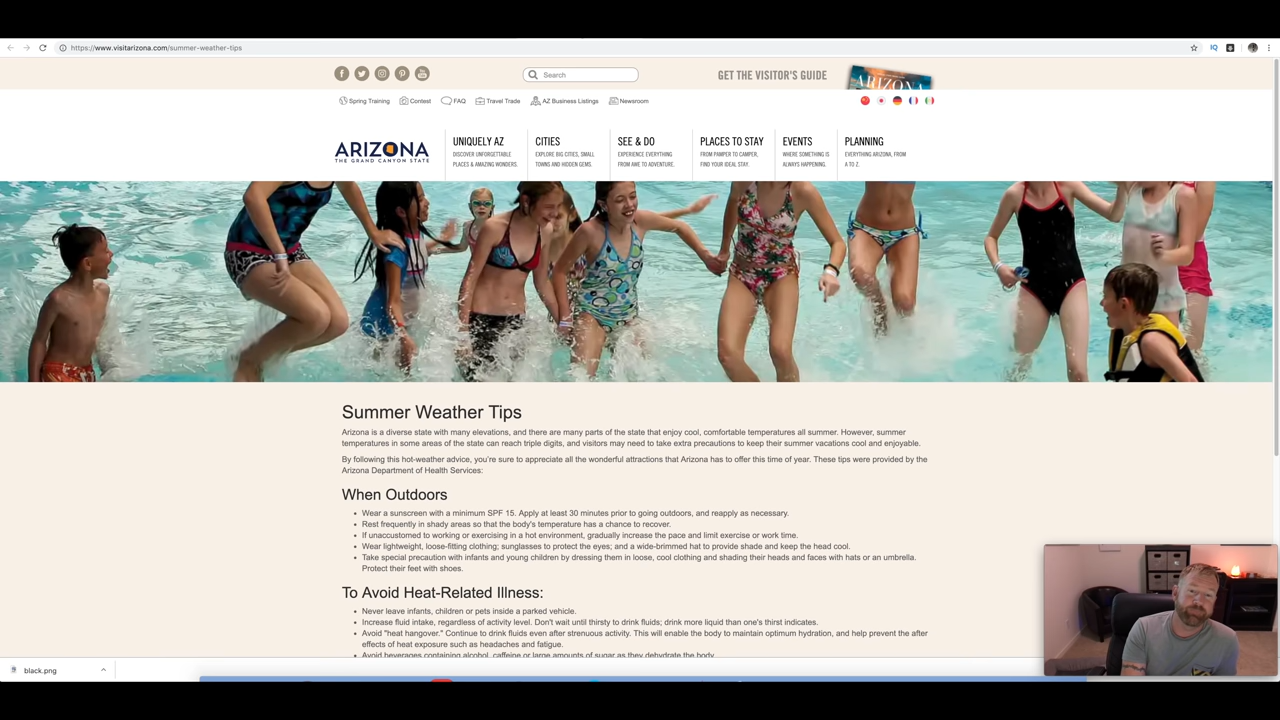 https://www.visitarizona.com/summer-weather-tips
Search
GET THE VISITOR'S GUIDE
ARIZONA
Spring Training
Contest
FAQ
Travel Trade
AZ Business Listings
Newsroom
ARIZONA
THE GRAND CANYON STATE
UNIQUELY AZ
DISCOVER UNFORGETTABLE
PLACES & AMAZING WONDERS.
CITIES
EXPLORE BIG CITIES, SMALL
TOWNS AND HIDDEN GEMS.
SEE & DO
EXPERIENCE EVERYTHING
FROM AWE TO ADVENTURE.
PLACES TO STAY
FROM PAMPER TO CAMPER,
FIND YOUR IDEAL STAY.
EVENTS
WHERE SOMETHING IS
ALWAYS HAPPENING.
PLANNING
EVERYTHING ARIZONA, FROM
A TO Z.
Summer Weather Tips
Arizona is a diverse state with many elevations, and there are many parts of the state that enjoy cool, comfortable temperatures all summer. However, summer
temperatures in some areas of the state can reach triple digits, and visitors may need to take extra precautions to keep their summer vacations cool and enjoyable.
By following this hot-weather advice, you're sure to appreciate all the wonderful attractions that Arizona has to offer this time of year. These tips were provided by the
Arizona Department of Health Services:
When Outdoors
• Wear a sunscreen with a minimum SPF 15. Apply at least 30 minutes prior to going outdoors, and reapply as necessary.
• Rest frequently in shady areas so that the body's temperature has a chance to recover.
• If unaccustomed to working or exercising in a hot environment, gradually increase the pace and limit exercise or work time.
• Wear lightweight, loose-fitting clothing; sunglasses to protect the eyes; and a wide-brimmed hat to provide shade and keep the head cool.
• Take special precaution with infants and young children by dressing them in loose, cool clothing and shading their heads and faces with hats or an umbrella.
Protect their feet with shoes.
To Avoid Heat-Related Illness:
• Never leave infants, children or pets inside a parked vehicle.
• Increase fluid intake, regardless of activity level. Don't wait until thirsty to drink fluids; drink more liquid than one's thirst indicates.
• Avoid "heat hangover." Continue to drink fluids even after strenuous activity. This will enable the body to maintain optimum hydration, and help prevent the after
effects of heat exposure such as headaches and fatigue.
• Avoid beverages containing alcohol, caffeine or large amounts of sugar as they dehydrate the body
black.png